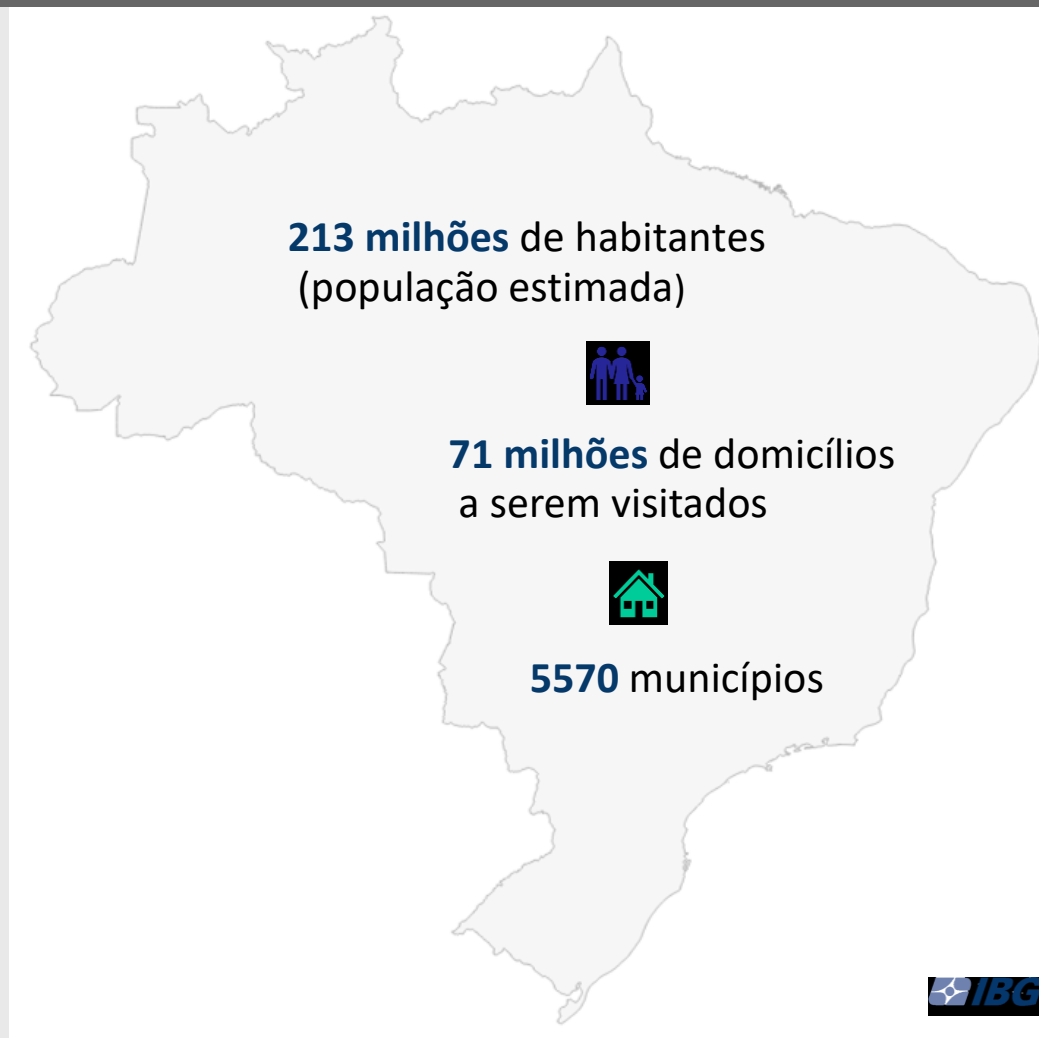 213 milhões de habitantes
(população estimada)
71 milhões de domicílios
a serem visitados
5570 municípios
IBG